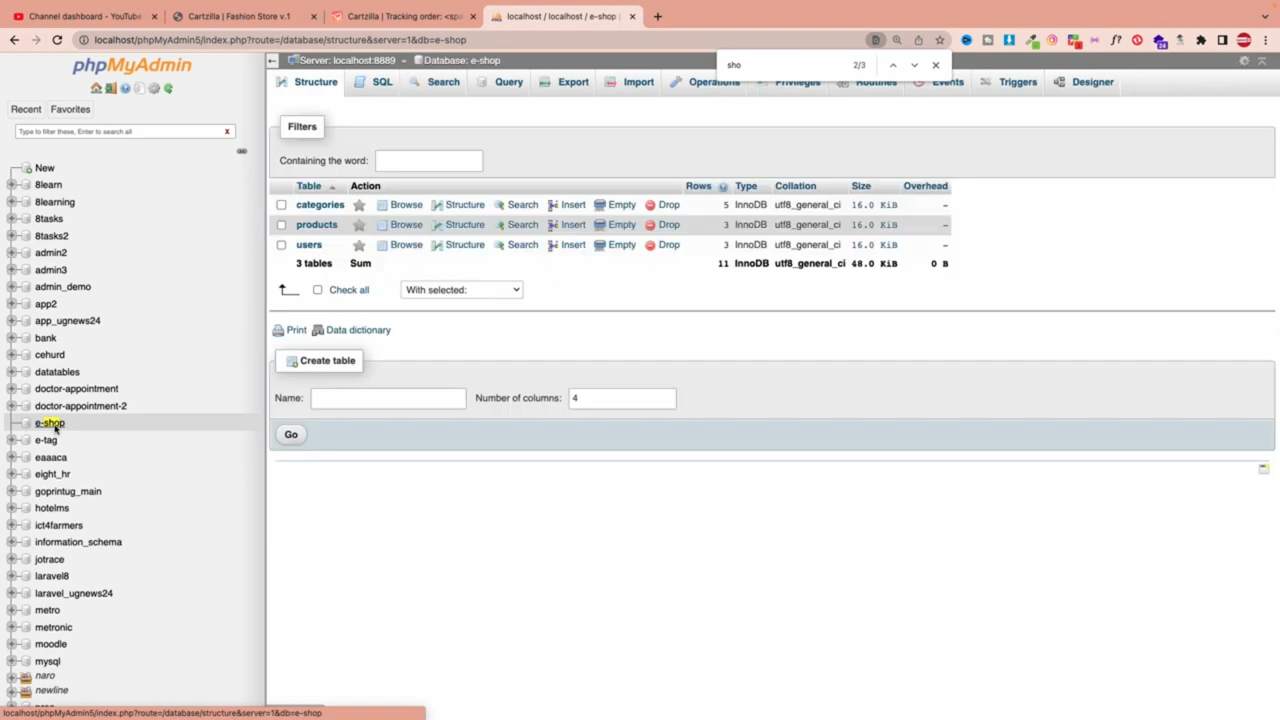 Channel dashboard - YouTube
Cartzilla | Fashion Store v.1
Cartzilla | Tracking order: <spa
localhost / localhost / e-shop |
localhost/phpMyAdmin5/index.php?route=/database/structure&server=1&db=e-shop
sho 2/3
phpMyAdmin
Server: localhost:8889 » Database: e-shop
Structure SQL Search Query Export Import Operations Privileges Routines Events Triggers Designer
Recent Favorites
Type to filter these, Enter to search all X
Filters
Containing the word:
Table Action Rows Type Collation Size Overhead
categories Browse Structure Search Insert Empty Drop 5 InnoDB utf8_general_ci 16.0 KiB -
products Browse Structure Search Insert Empty Drop 3 InnoDB utf8_general_ci 16.0 KiB -
users Browse Structure Search Insert Empty Drop 3 InnoDB utf8_general_ci 16.0 KiB -
3 tables Sum 11 InnoDB utf8_general_ci 48.0 KiB 0 B
Check all With selected:
Print Data dictionary
Create table
Name: Number of columns: 4
Go
New
8learn
8learning
8tasks
8tasks2
admin2
admin3
admin_demo
app2
app_ugnews24
bank
cehurd
datatables
doctor-appointment
doctor-appointment-2
e-shop
e-tag
eaaaca
eight_hr
goprintug_main
hotelms
ict4farmers
information_schema
jotrace
laravel8
laravel_ugnews24
metro
metronic
moodle
mysql
naro
newline
localhost/phpMyAdmin5/index.php?route=/database/structure&server=1&db=e-shop